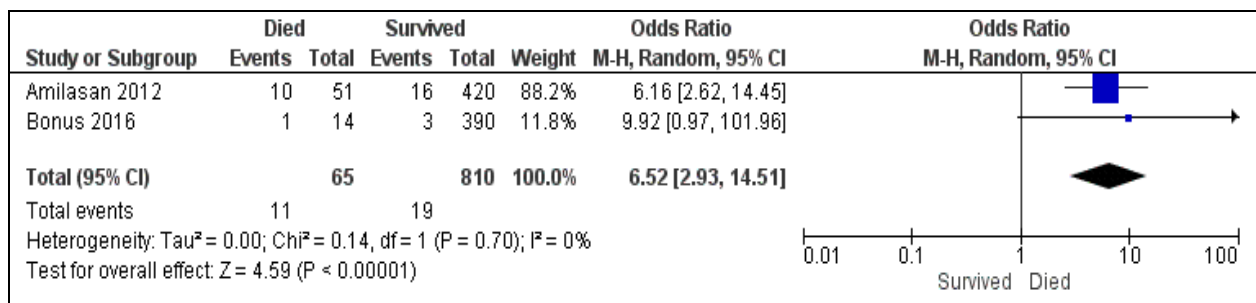 Died Survived Odds Ratio Odds Ratio
Study or Subgroup Events Total Events Total Weight M-H, Random, 95% CI M-H, Random, 95% CI
Amilasan 2012 10 51 16 420 88.2% 6.16 [2.62, 14.45]
Bonus 2016 1 14 3 390 11.8% 9.92 [0.97, 101.96]
Total (95% CI) 65 810 100.0% 6.52 [2.93, 14.51]
Total events 11 19
Heterogeneity: Tau² = 0.00; Chi² = 0.14, df = 1 (P = 0.70); I² = 0%
Test for overall effect: Z = 4.59 (P < 0.00001)
0.01 0.1 1 10 100
Survived Died